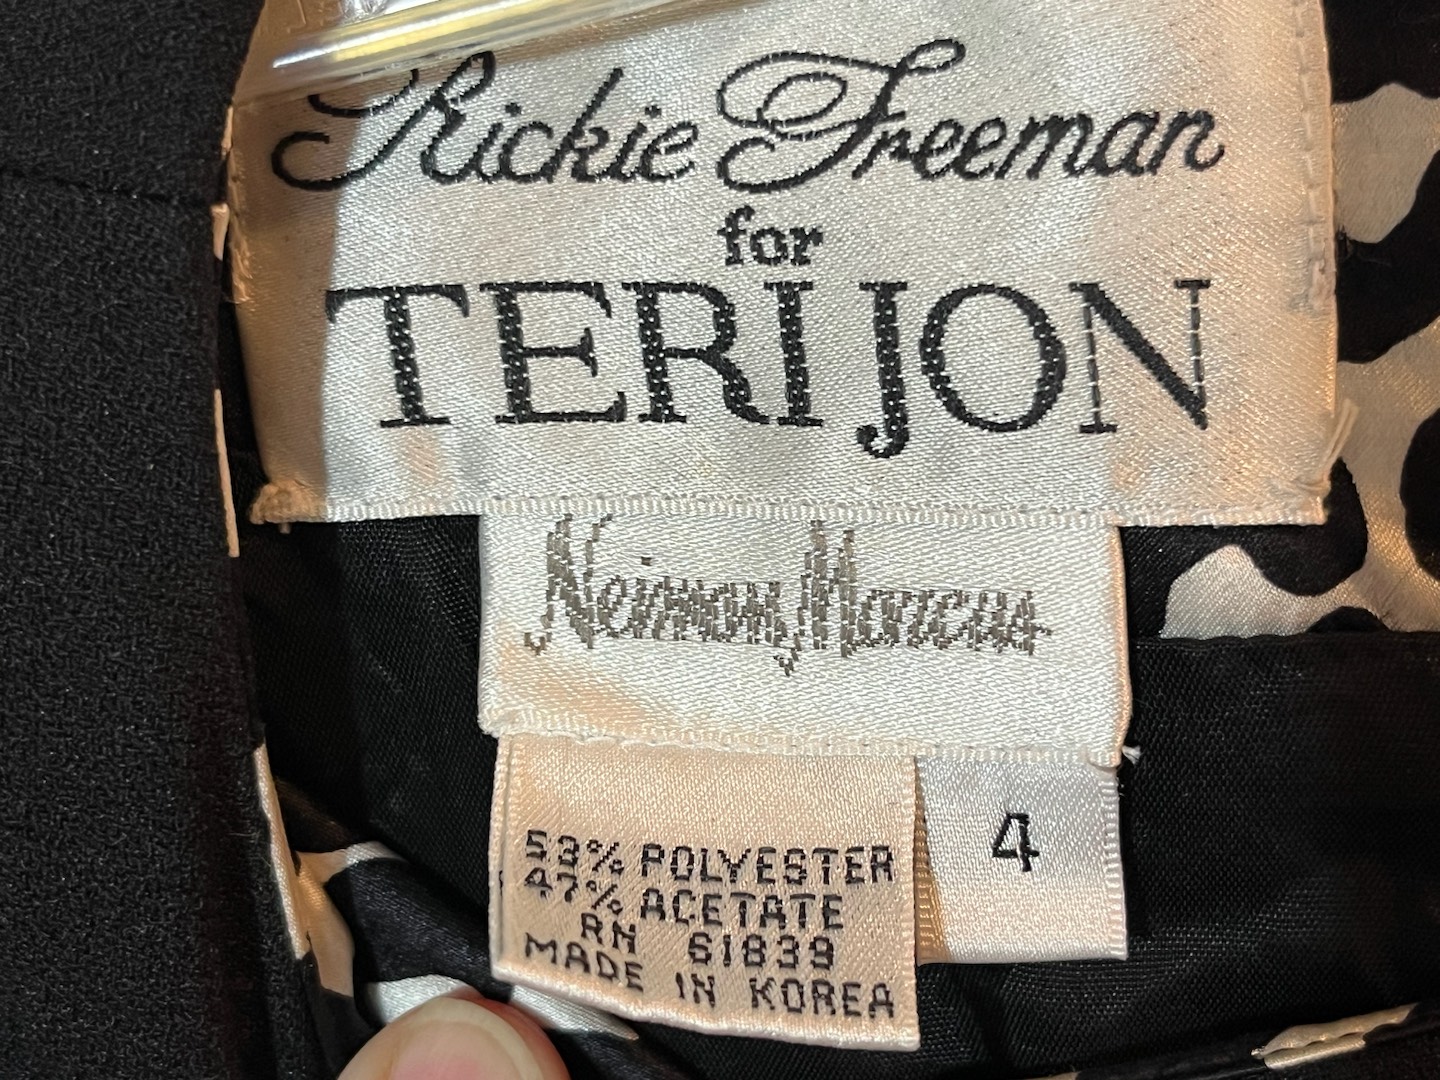 Rickie Freeman
for
TERI JON
Neiman Marcus
53% POLYESTER
47% ACETATE
RN 61839
MADE IN KOREA
4